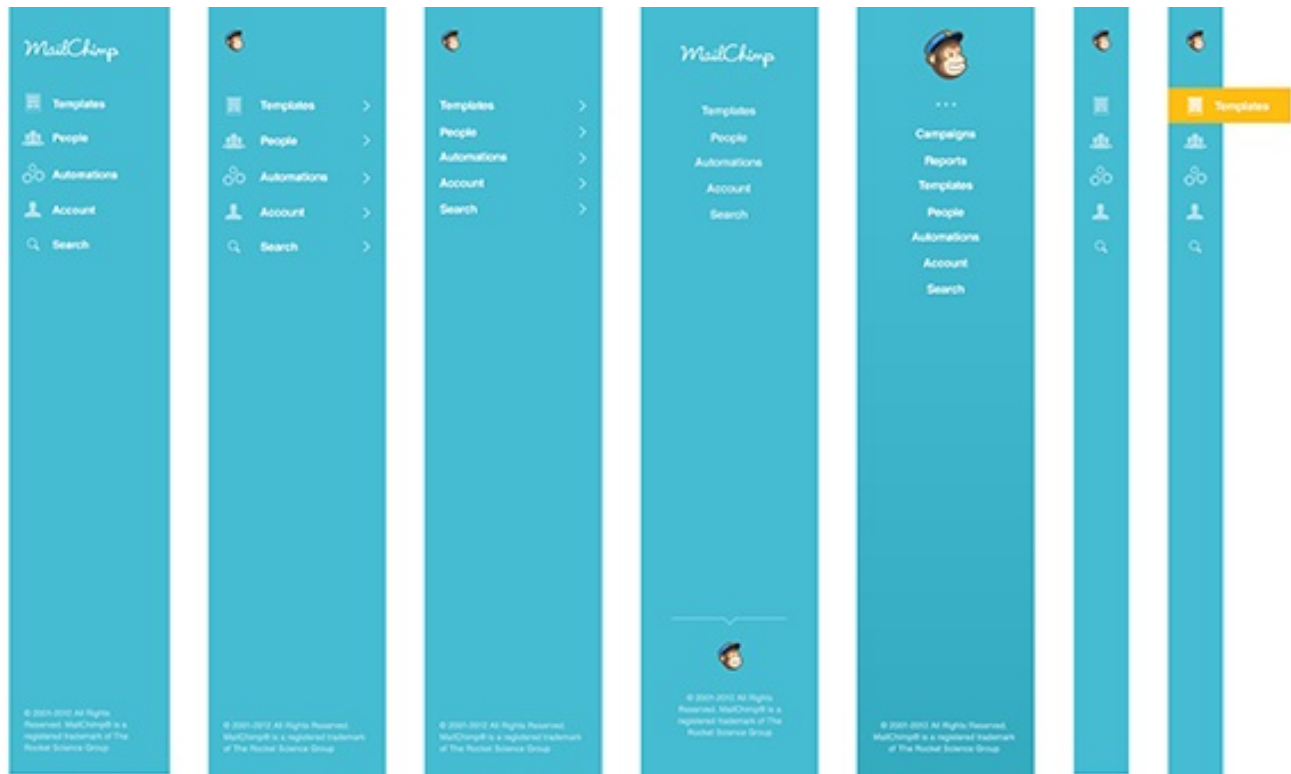 MailChimp
Templates
People
Automations
Account
Search
© 2001-2012 All Rights
Reserved. MailChimp® is a
registered trademark of The
Rocket Science Group
Templates
People
Automations
Account
Search
© 2001-2012 All Rights Reserved.
MailChimp® is a registered trademark
of The Rocket Science Group
Templates
People
Automations
Account
Search
© 2001-2012 All Rights Reserved.
MailChimp® is a registered trademark
of The Rocket Science Group
MailChimp
Templates
People
Automations
Account
Search
© 2001-2012 All Rights
Reserved. MailChimp® is a
registered trademark of The
Rocket Science Group
Campaigns
Reports
Templates
People
Automations
Account
Search
© 2001-2012 All Rights Reserved.
MailChimp® is a registered trademark
of The Rocket Science Group
Templates